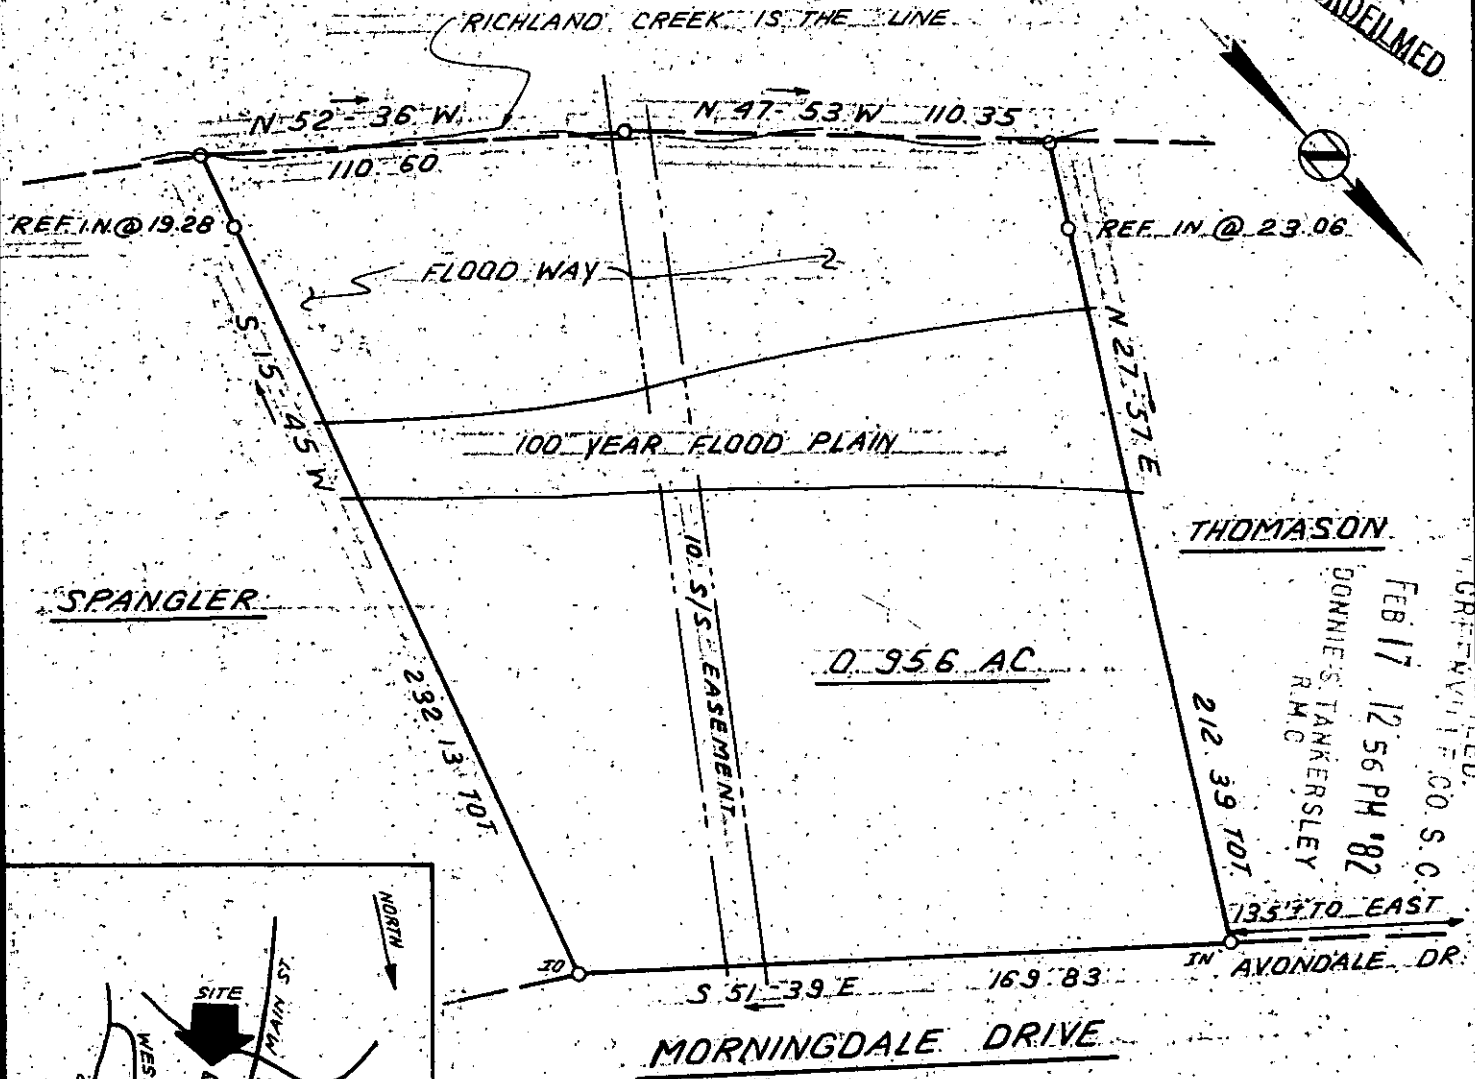 RICHLAND CREEK IS THE LINE
N 52-36 W
110.60
N 47-53 W 110.35
REF I.N. @ 19.28
REF IN @ 23.06
FLOOD WAY
S 15-45 W
N 27-57 E
100 YEAR FLOOD PLAIN
THOMASON
SPANGLER
10' S/S EASEMENT
0.956 AC.
232.13 TOT.
212.39 TOT.
GREENVILLE CO. S. C.
FEB 17 12 56 PM '82
DONNIE S. TANKERSLEY
R.M.C
135'± TO EAST
AVONDALE DR.
IO
IN
S 51-39 E 169.83
MORNINGDALE DRIVE
NORTH
SITE
MAIN ST.